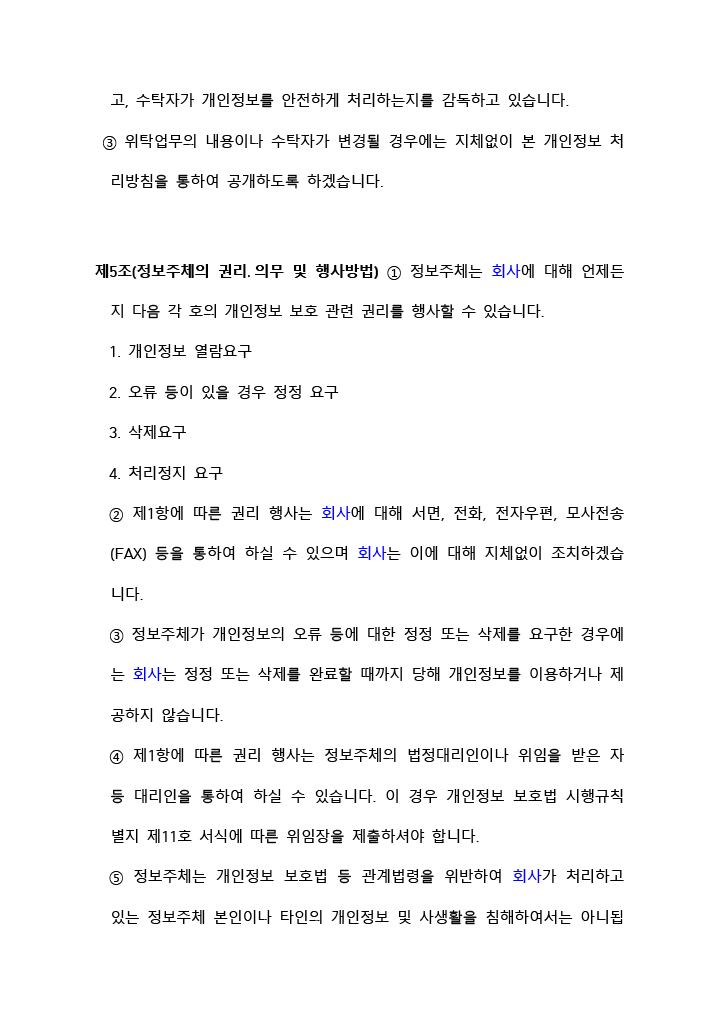 고, 수탁자가 개인정보를 안전하게 처리하는지를 감독하고 있습니다.
③ 위탁업무의 내용이나 수탁자가 변경될 경우에는 지체없이 본 개인정보 처
리방침을 통하여 공개하도록 하겠습니다.
제5조(정보주체의 권리.의무 및 행사방법) ① 정보주체는 회사에 대해 언제든
지 다음 각 호의 개인정보 보호 관련 권리를 행사할 수 있습니다.
1. 개인정보 열람요구
2. 오류 등이 있을 경우 정정 요구
3. 삭제요구
4. 처리정지 요구
② 제1항에 따른 권리 행사는 회사에 대해 서면, 전화, 전자우편, 모사전송
(FAX) 등을 통하여 하실 수 있으며 회사는 이에 대해 지체없이 조치하겠습
니다.
③ 정보주체가 개인정보의 오류 등에 대한 정정 또는 삭제를 요구한 경우에
는 회사는 정정 또는 삭제를 완료할 때까지 당해 개인정보를 이용하거나 제
공하지 않습니다.
④ 제1항에 따른 권리 행사는 정보주체의 법정대리인이나 위임을 받은 자
등 대리인을 통하여 하실 수 있습니다. 이 경우 개인정보 보호법 시행규칙
별지 제11호 서식에 따른 위임장을 제출하셔야 합니다.
⑤ 정보주체는 개인정보 보호법 등 관계법령을 위반하여 회사가 처리하고
있는 정보주체 본인이나 타인의 개인정보 및 사생활을 침해하여서는 아니됩